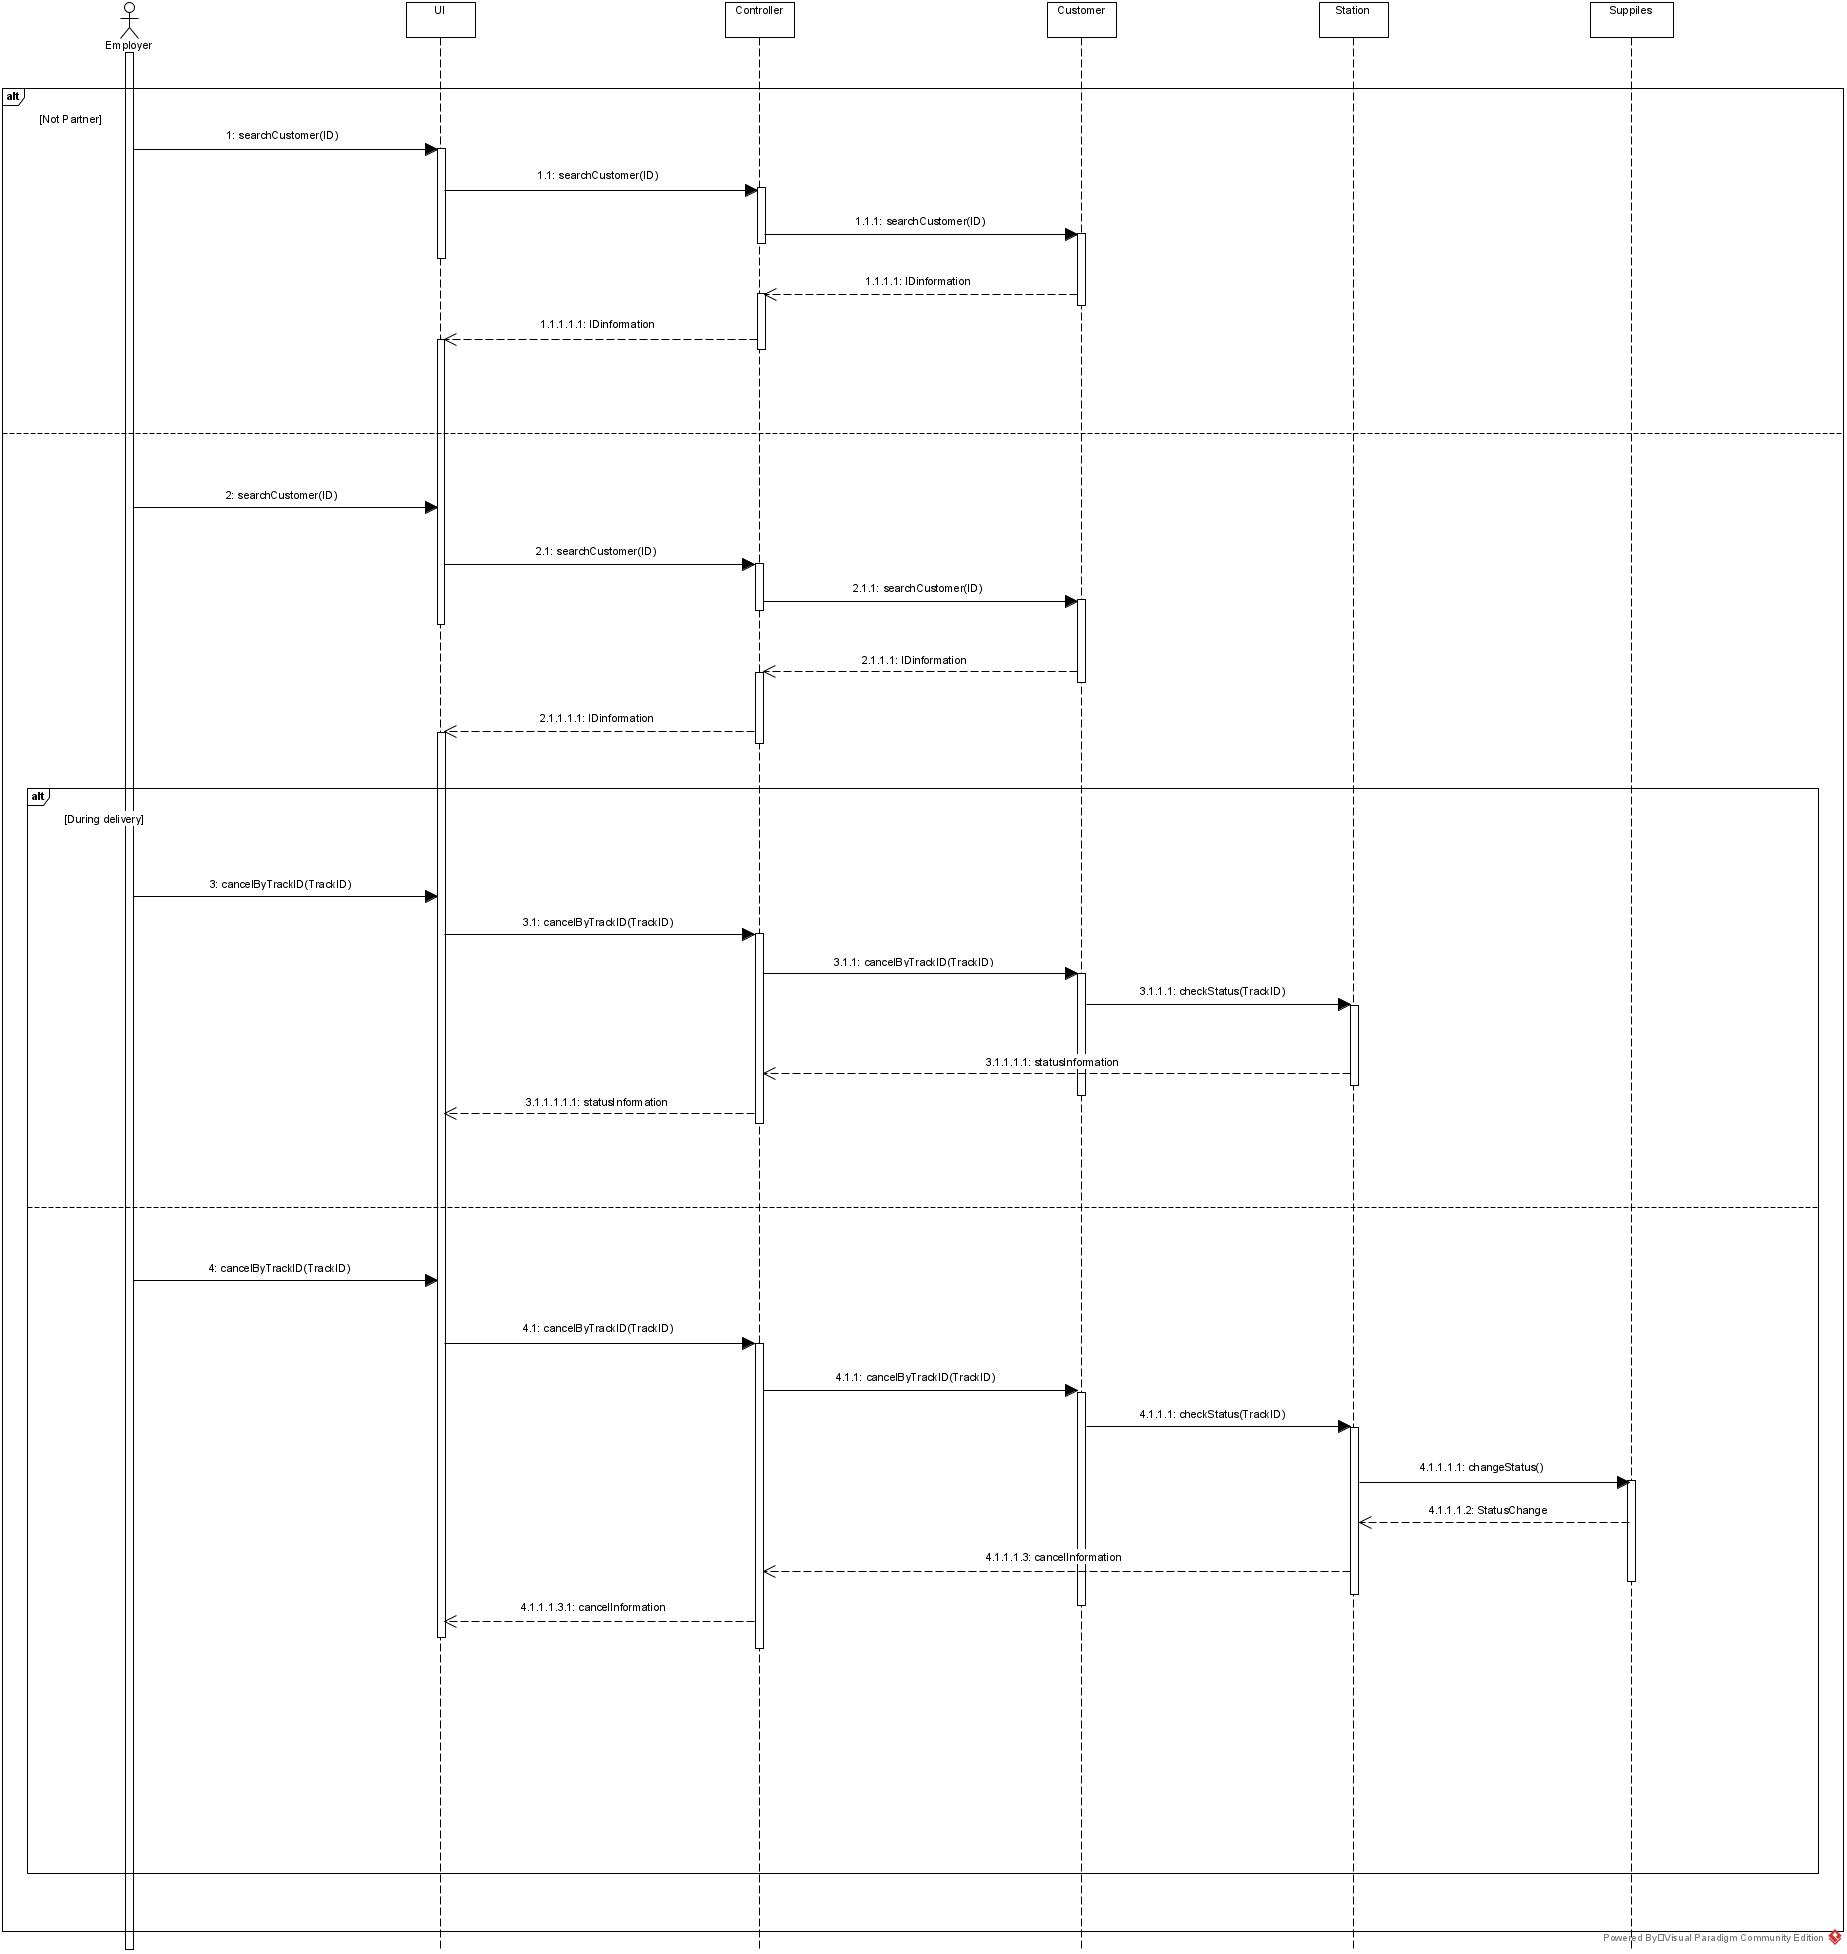 Employer
UI
Controller
Customer
Station
Suppiles
alt
[Not Partner]
1: searchCustomer(ID)
1.1: searchCustomer(ID)
1.1.1: searchCustomer(ID)
1.1.1.1: IDinformation
1.1.1.1.1: IDinformation
2: searchCustomer(ID)
2.1: searchCustomer(ID)
2.1.1: searchCustomer(ID)
2.1.1.1: IDinformation
2.1.1.1.1: IDinformation
alt
[During delivery]
3: cancelByTrackID(TrackID)
3.1: cancelByTrackID(TrackID)
3.1.1: cancelByTrackID(TrackID)
3.1.1.1: checkStatus(TrackID)
3.1.1.1.1: statusInformation
3.1.1.1.1.1: statusInformation
4: cancelByTrackID(TrackID)
4.1: cancelByTrackID(TrackID)
4.1.1: cancelByTrackID(TrackID)
4.1.1.1: checkStatus(TrackID)
4.1.1.1.1: changeStatus()
4.1.1.1.2: StatusChange
4.1.1.1.3: cancelInformation
4.1.1.1.3.1: cancelInformation
Powered By□Visual Paradigm Community Edition